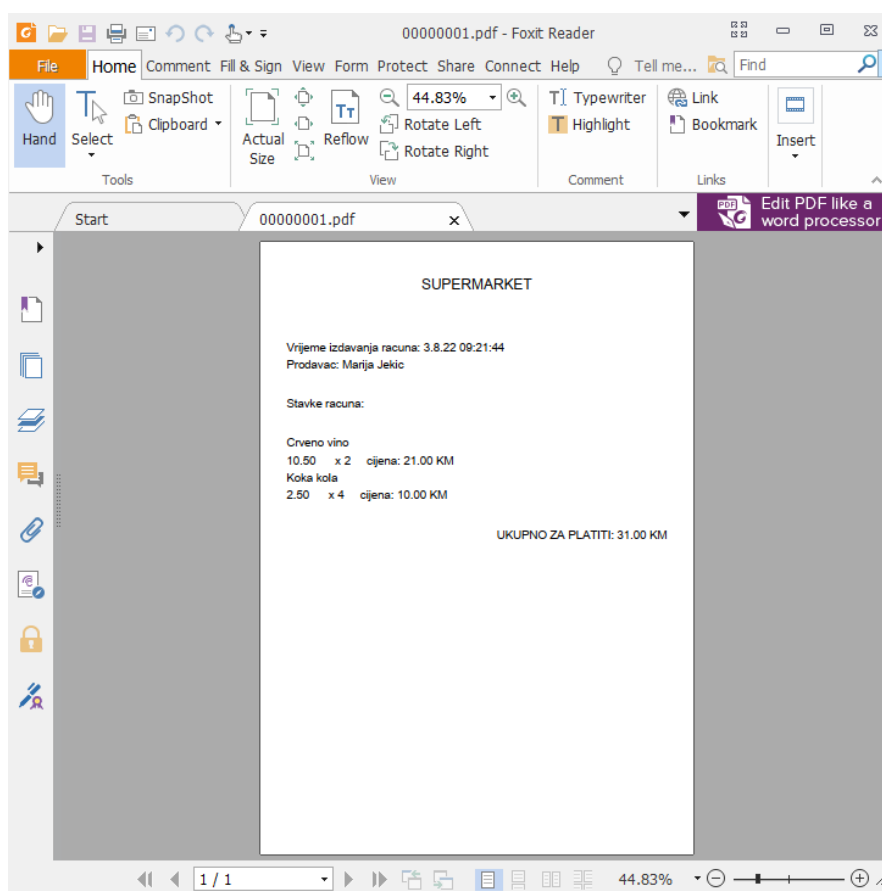 00000001.pdf - Foxit Reader
File Home Comment Fill & Sign View Form Protect Share Connect Help Tell me... Find
Hand
Select
SnapShot
Clipboard
Tools
Actual Size
Reflow
44.83%
Rotate Left
Rotate Right
View
Typewriter
Highlight
Comment
Link
Bookmark
Links
Insert
Start
00000001.pdf
Edit PDF like a
word processor
SUPERMARKET
Vrijeme izdavanja racuna: 3.8.22 09:21:44
Prodavac: Marija Jekic
Stavke racuna:
Crveno vino
10.50 x 2 cijena: 21.00 KM
Koka kola
2.50 x 4 cijena: 10.00 KM
UKUPNO ZA PLATITI: 31.00 KM
1 / 1
44.83%